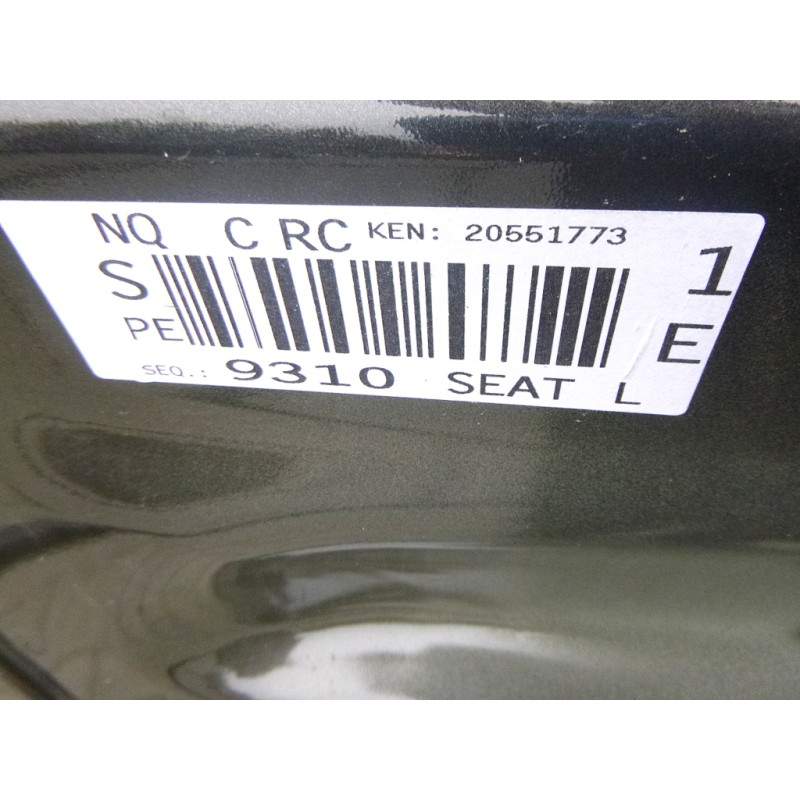 NQ C RC KEN: 20551773
S 1
PE E
SEQ.: 9310 SEAT L